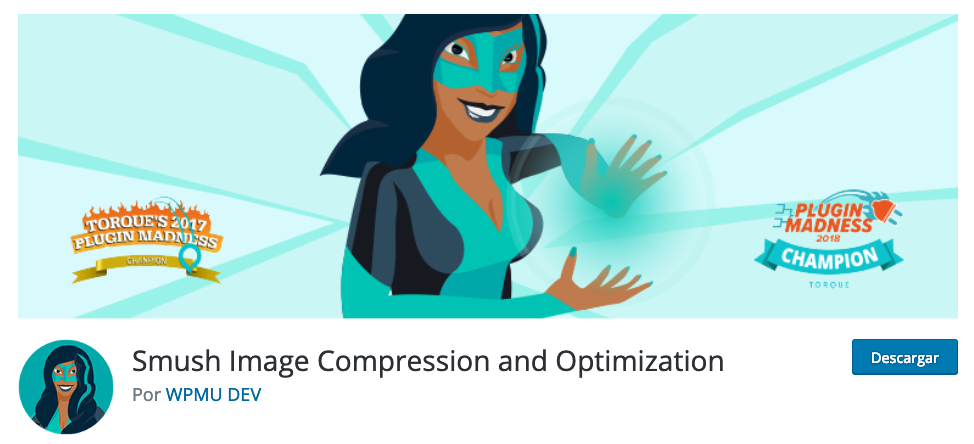 TORQUE'S 2017
PLUGIN MADNESS
CHAMPION
PLUGIN
MADNESS
2018
CHAMPION
TORQUE
Smush Image Compression and Optimization
Descargar
Por WPMU DEV